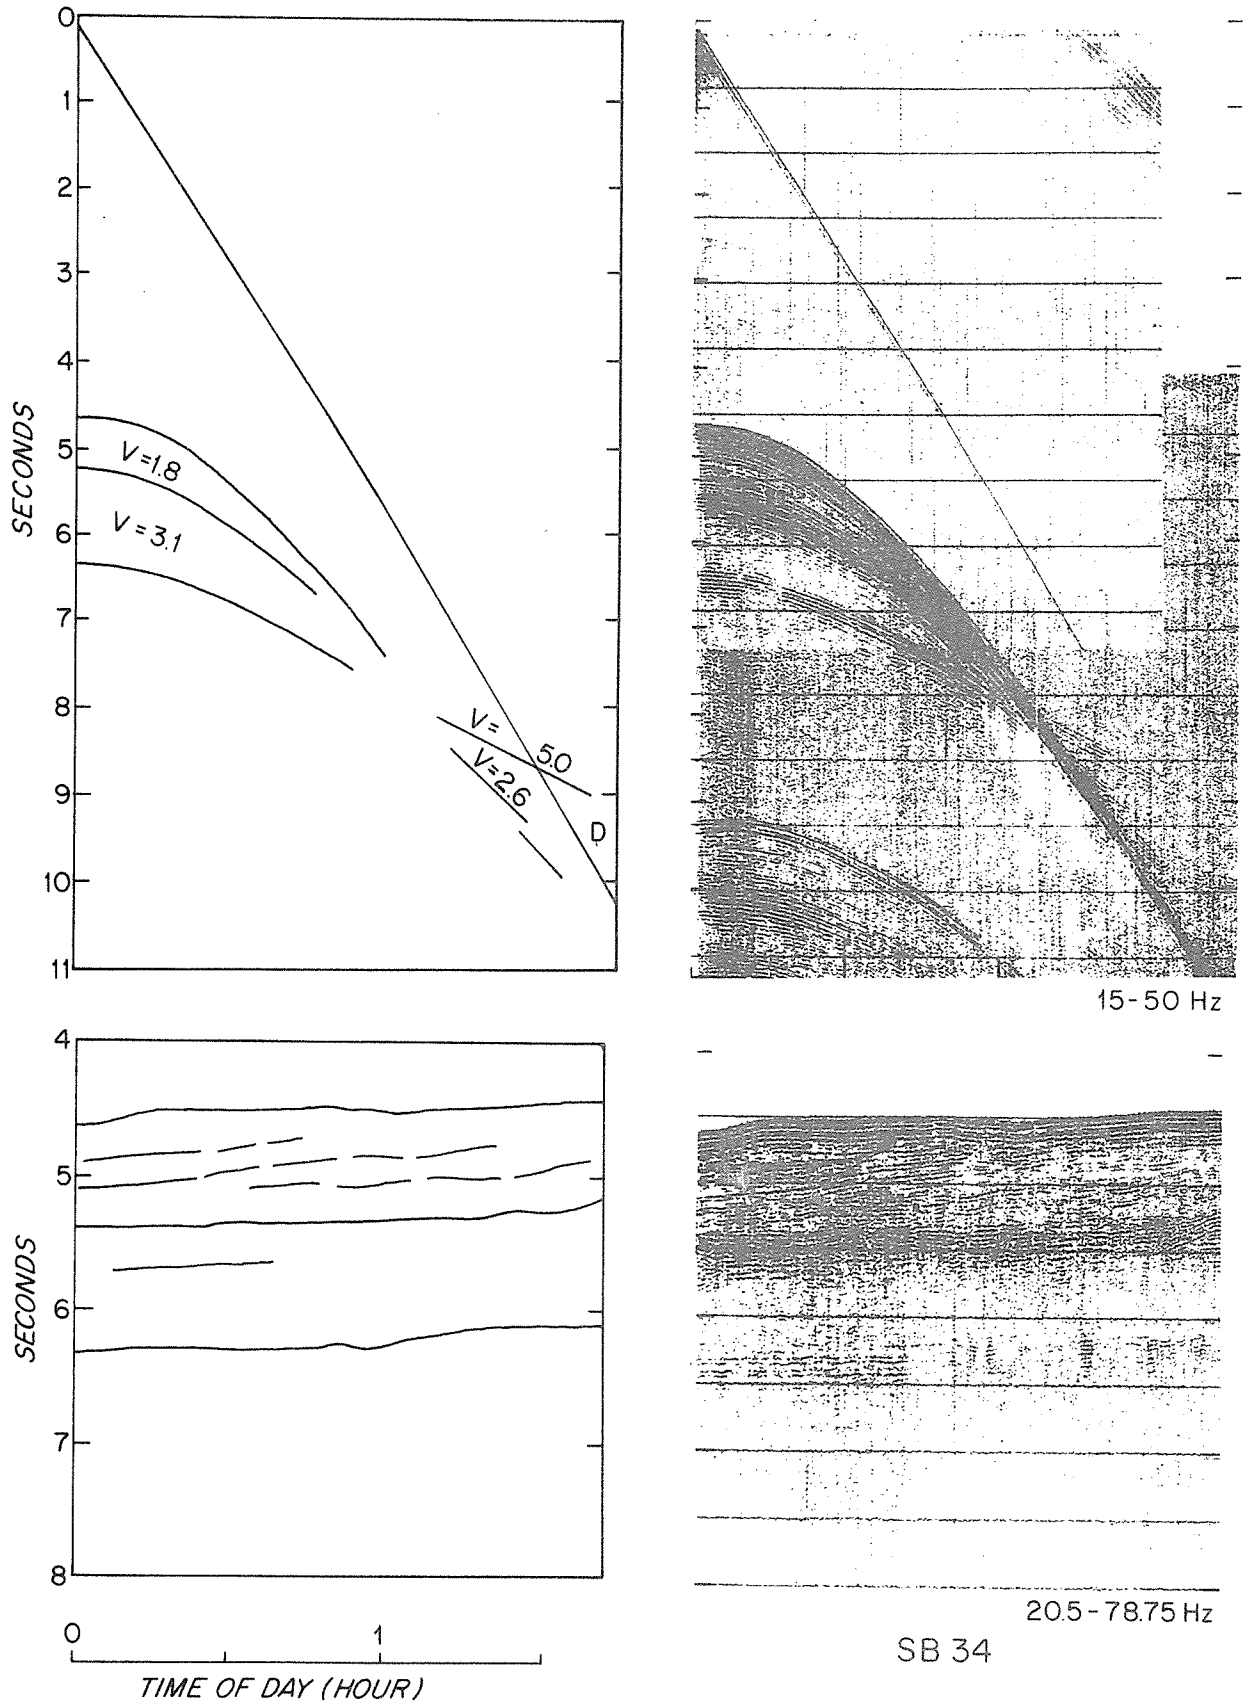 0
1
2
3
4
5
6
7
8
9
10
11
SECONDS
V=1.8
V=3.1
V=
5.0
V=2.6
D
15-50 Hz
4
5
6
7
8
SECONDS
0 1
TIME OF DAY (HOUR)
20.5-78.75 Hz
SB 34